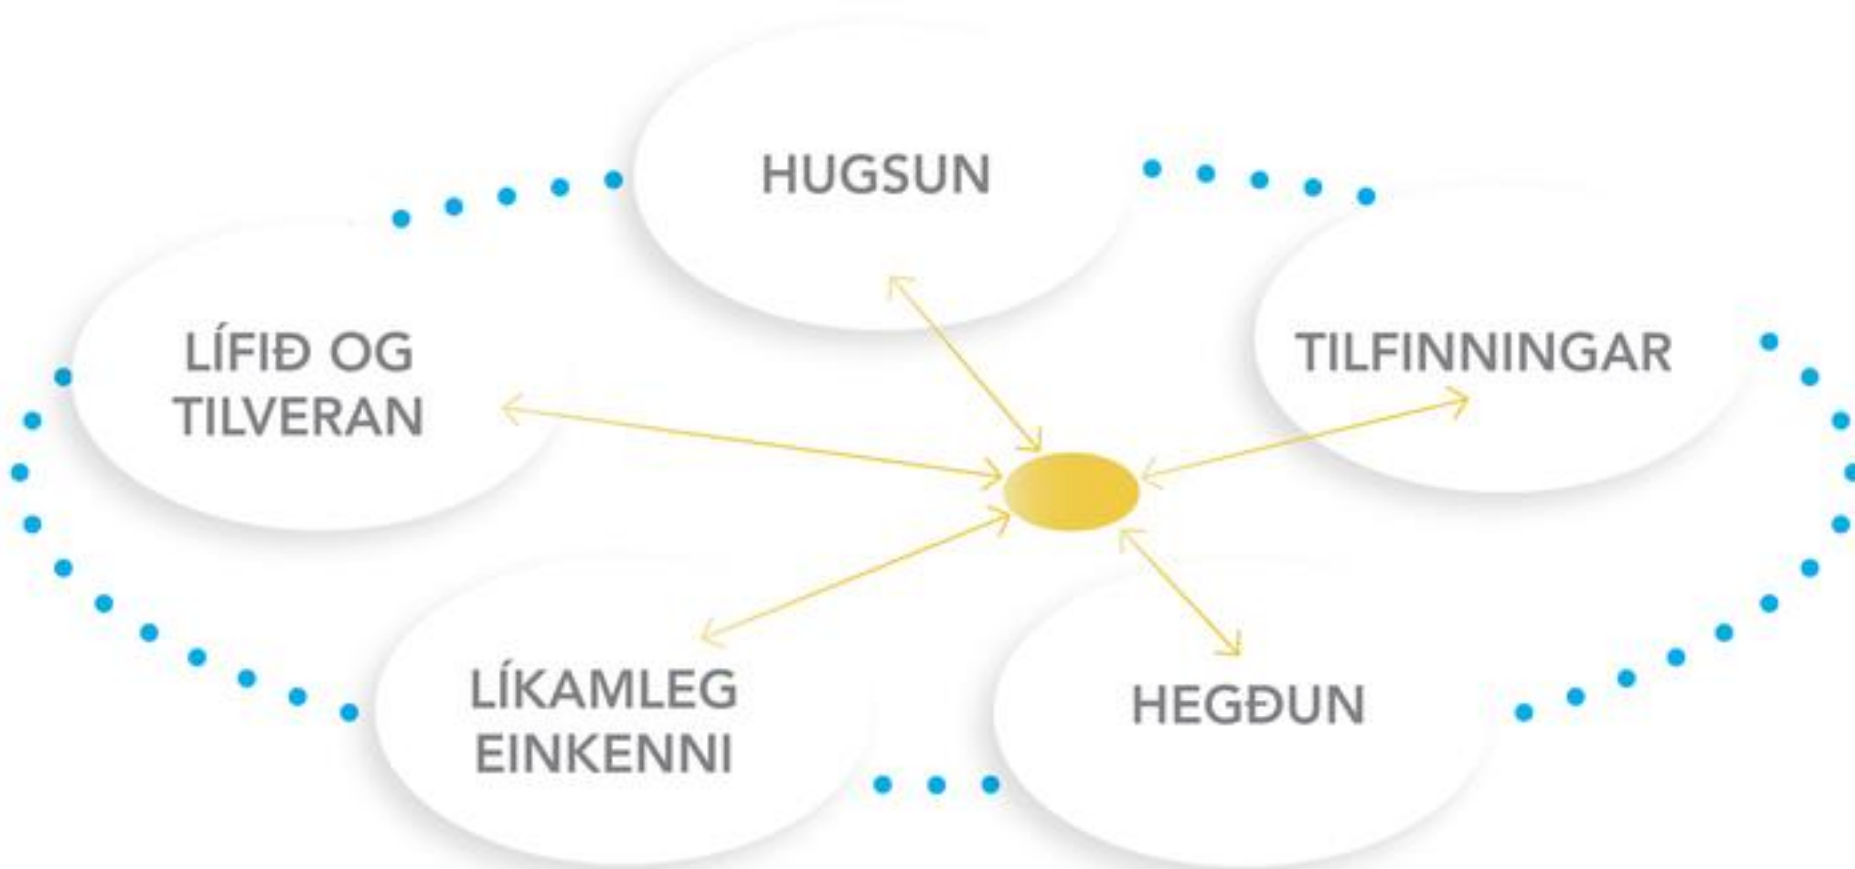 HUGSUN
LÍFIÐ OG
TILVERAN
TILFINNINGAR
LÍKAMLEG
EINKENNI
HEGÐUN